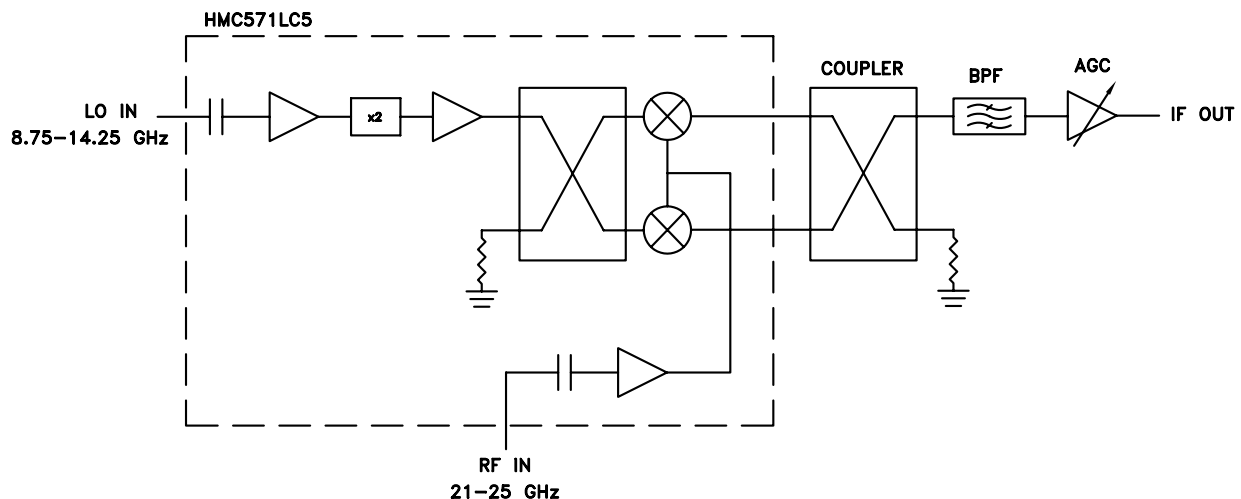 HMC571LC5
COUPLER
BPF
AGC
LO IN
8.75–14.25 GHz
x2
IF OUT
RF IN
21–25 GHz